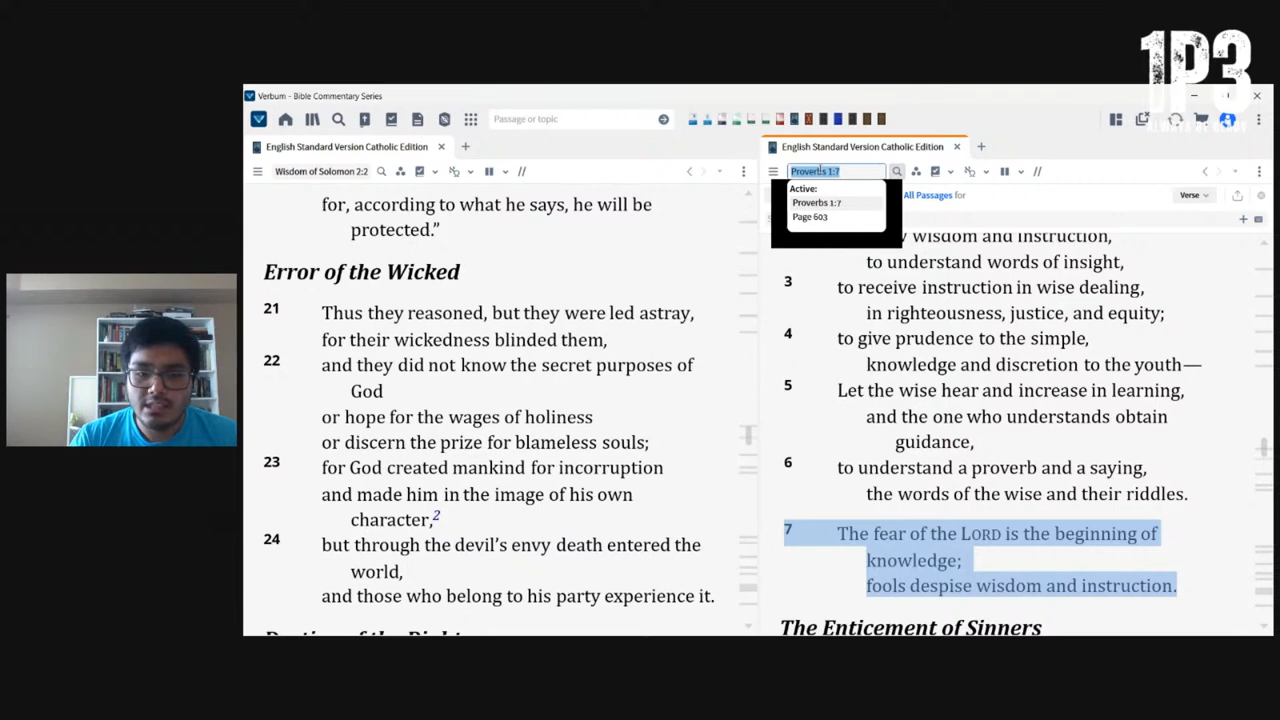 1P3
ALWAYS BE READY
Verbum - Bible Commentary Series
Passage or topic
English Standard Version Catholic Edition
Wisdom of Solomon 2:2
for, according to what he says, he will be
protected.”
Error of the Wicked
21 Thus they reasoned, but they were led astray,
for their wickedness blinded them,
22 and they did not know the secret purposes of
God
or hope for the wages of holiness
or discern the prize for blameless souls;
23 for God created mankind for incorruption
and made him in the image of his own
character,2
24 but through the devil’s envy death entered the
world,
and those who belong to his party experience it.
English Standard Version Catholic Edition
Proverbs 1:7
Active:
Proverbs 1:7
Page 603
All Passages for
Verse
wisdom and instruction,
to understand words of insight,
3 to receive instruction in wise dealing,
in righteousness, justice, and equity;
4 to give prudence to the simple,
knowledge and discretion to the youth—
5 Let the wise hear and increase in learning,
and the one who understands obtain
guidance,
6 to understand a proverb and a saying,
the words of the wise and their riddles.
7 The fear of the LORD is the beginning of
knowledge;
fools despise wisdom and instruction.
The Enticement of Sinners